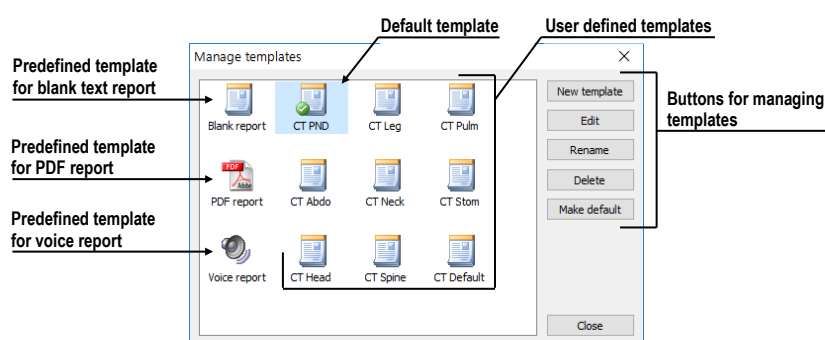 Default template
User defined templates
Manage templates
Predefined template
for blank text report
New template
Buttons for managing
templates
Blank report
CT PND
CT Leg
CT Pulm
Edit
Rename
Predefined template
for PDF report
PDF
Adobe
Delete
PDF report
CT Abdo
CT Neck
CT Stom
Make default
Predefined template
for voice report
Voice report
CT Head
CT Spine
CT Default
Close